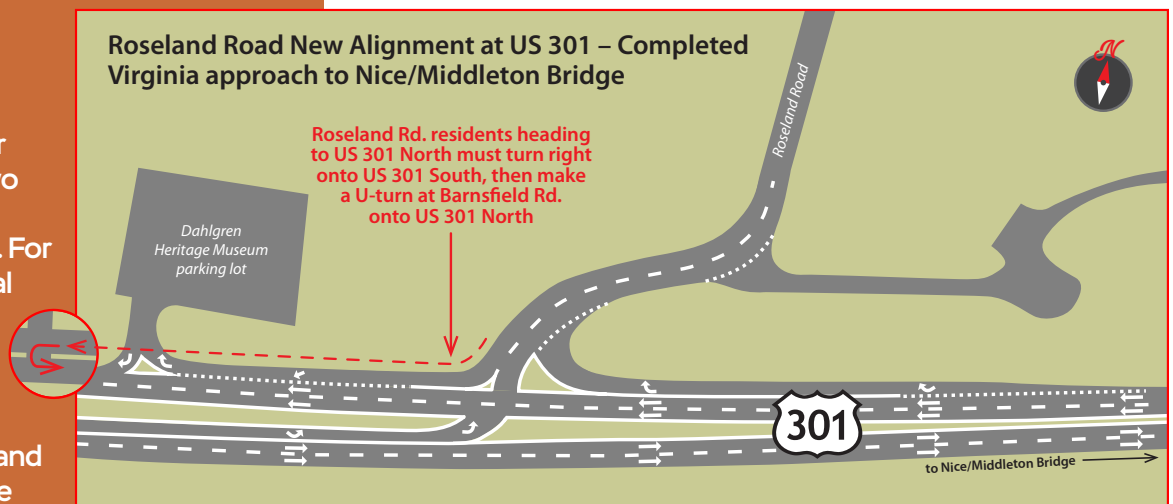 r
vo
. For
al
and
e
Roseland Road New Alignment at US 301 – Completed
Virginia approach to Nice/Middleton Bridge
N
Roseland Road
Roseland Rd. residents heading
to US 301 North must turn right
onto US 301 South, then make
a U-turn at Barnsfield Rd.
onto US 301 North
Dahlgren
Heritage Museum
parking lot
301
to Nice/Middleton Bridge